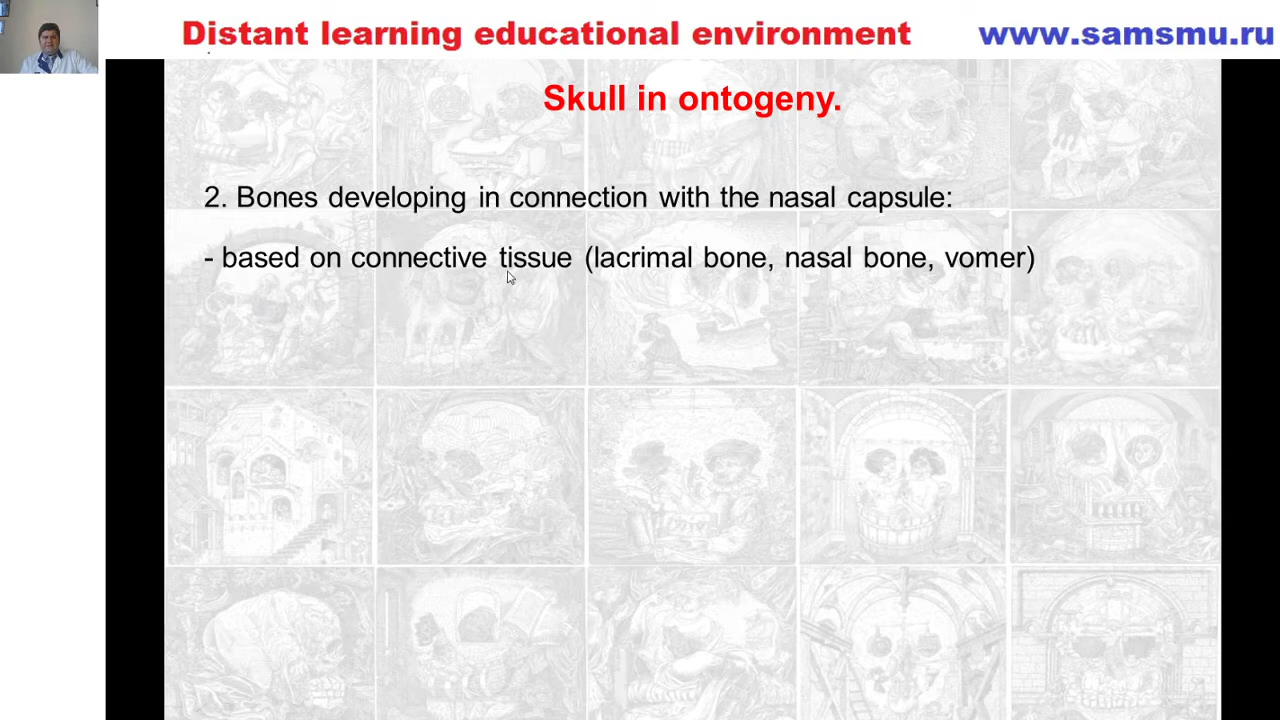 Distant learning educational environment
www.samsmu.ru
Skull in ontogeny.
2. Bones developing in connection with the nasal capsule:
- based on connective tissue (lacrimal bone, nasal bone, vomer)